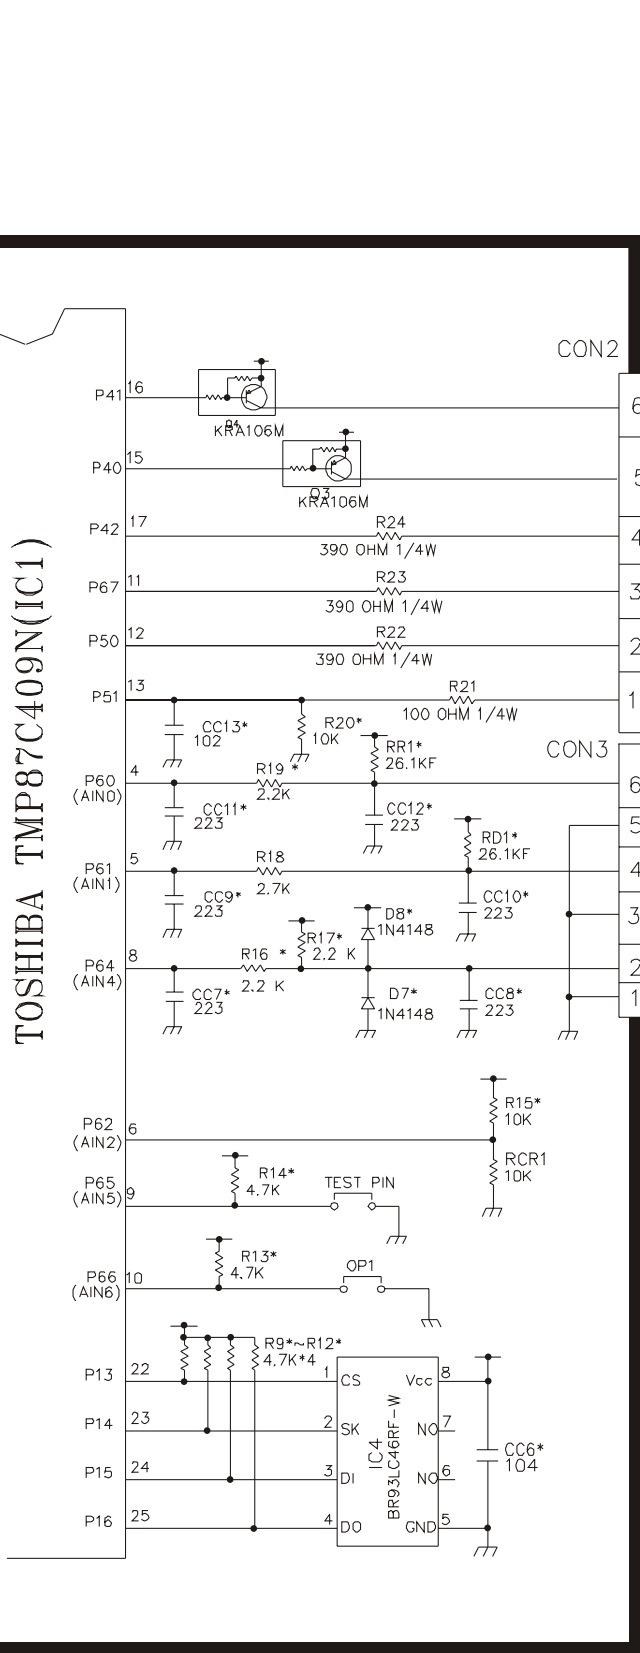 CON2
P41 16
6
Q4
KRA106M
P40 15
5
Q3
KRA106M
P42 17
R24
4
390 OHM 1/4W
P67 11
R23
3
390 OHM 1/4W
P50 12
R22
2
390 OHM 1/4W
P51 13
R21
1
100 OHM 1/4W
CC13*
102
R20*
10K
CON3
RR1*
26.1KF
TOSHIBA TMP87C409N(IC1)
P60 4
(AIN0)
R19 *
2.2K
6
CC11*
223
CC12*
223
5
RD1*
26.1KF
P61 5
(AIN1)
R18
2.7K
4
CC9*
223
CC10*
223
3
D8*
1N4148
R17*
2.2 K
P64 8
(AIN4)
R16 *
2.2 K
2
CC7*
223
D7*
1N4148
CC8*
223
1
R15*
10K
P62 6
(AIN2)
RCR1
10K
P65 9
(AIN5)
R14*
4.7K
TEST PIN
R13*
4.7K
P66 10
(AIN6)
OP1
R9*~R12*
4.7K*4
P13 22
1 CS
Vcc 8
P14 23
2 SK
NO 7
IC4
BR93LC46RF-W
CC6*
104
P15 24
3 DI
NO 6
P16 25
4 DO
GND 5